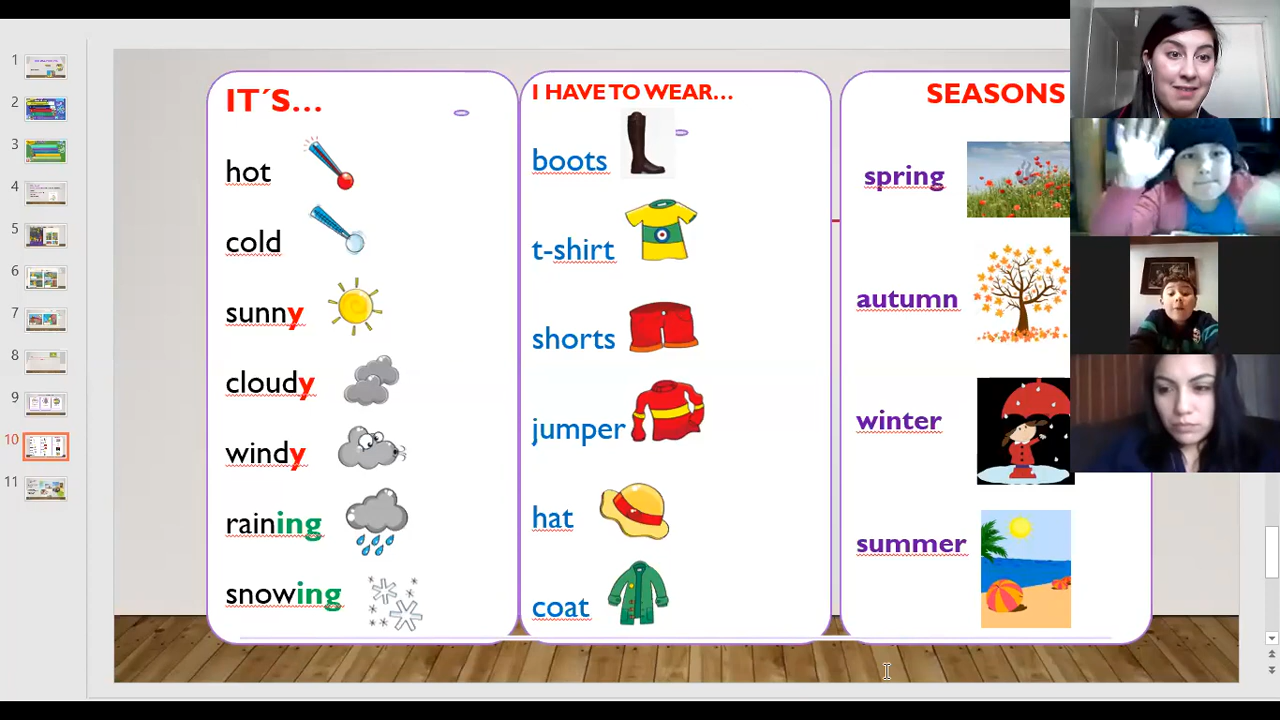 1
2
3
4
5
6
7
8
9
10
11
IT´S...
hot
cold
sunny
cloudy
windy
raining
snowing
I HAVE TO WEAR...
boots
t-shirt
shorts
jumper
hat
coat
SEASONS
spring
autumn
winter
summer